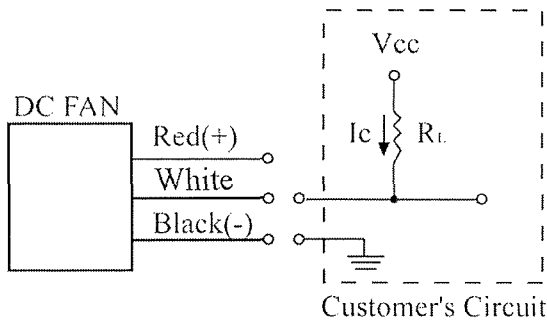 Vcc
DC FAN
Red(+)
Ic
RL
White
Black(-)
Customer's Circuit